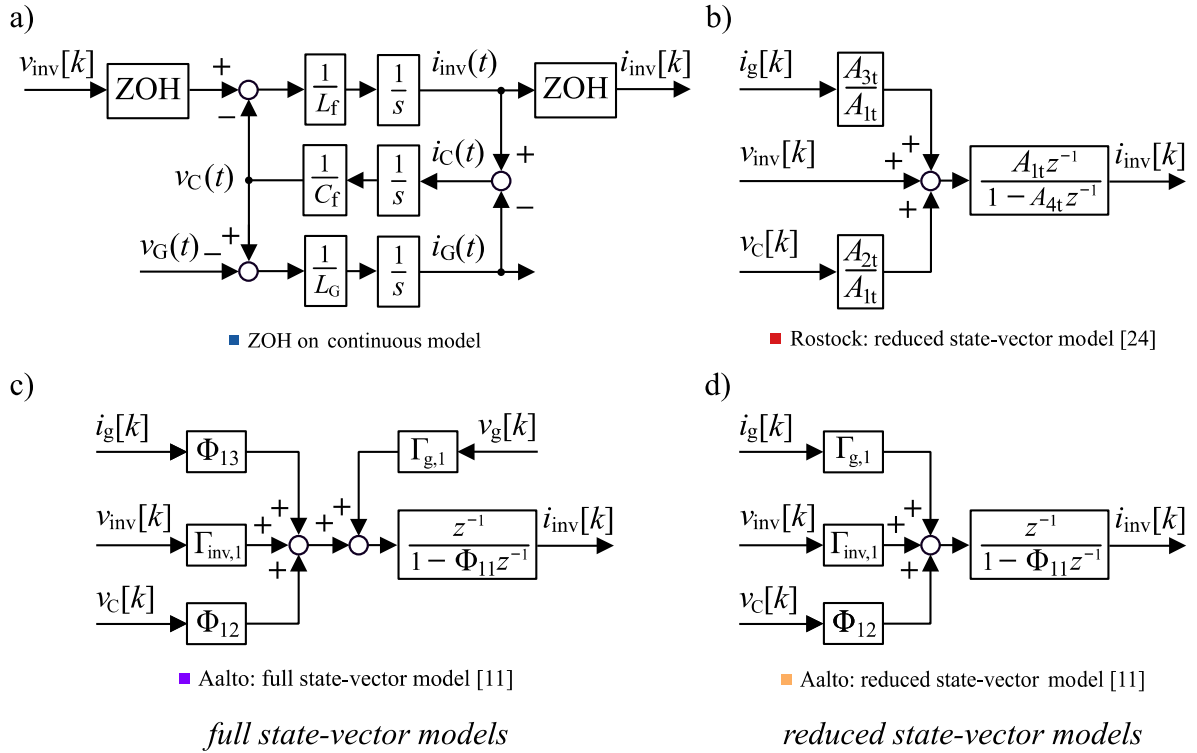 a)
v_inv[k]
ZOH
+
−
1/L_f
1/s
i_inv(t)
ZOH
i_inv[k]
v_C(t)
1/C_f
1/s
i_C(t)
+
−
v_G(t)
−
+
1/L_G
1/s
i_G(t)
ZOH on continuous model
b)
i_g[k]
A_3t/A_1t
v_inv[k]
+
+
+
A_1t z^−1
1 − A_4t z^−1
i_inv[k]
v_C[k]
A_2t/A_1t
Rostock: reduced state-vector model [24]
c)
i_g[k]
Φ_13
v_g[k]
Γ_g,1
v_inv[k]
Γ_inv,1
+
+
+
+
+
z^−1
1 − Φ_11 z^−1
i_inv[k]
v_C[k]
Φ_12
Aalto: full state-vector model [11]
full state-vector models
d)
i_g[k]
Γ_g,1
v_inv[k]
Γ_inv,1
+
+
+
z^−1
1 − Φ_11 z^−1
i_inv[k]
v_C[k]
Φ_12
Aalto: reduced state-vector model [11]
reduced state-vector models